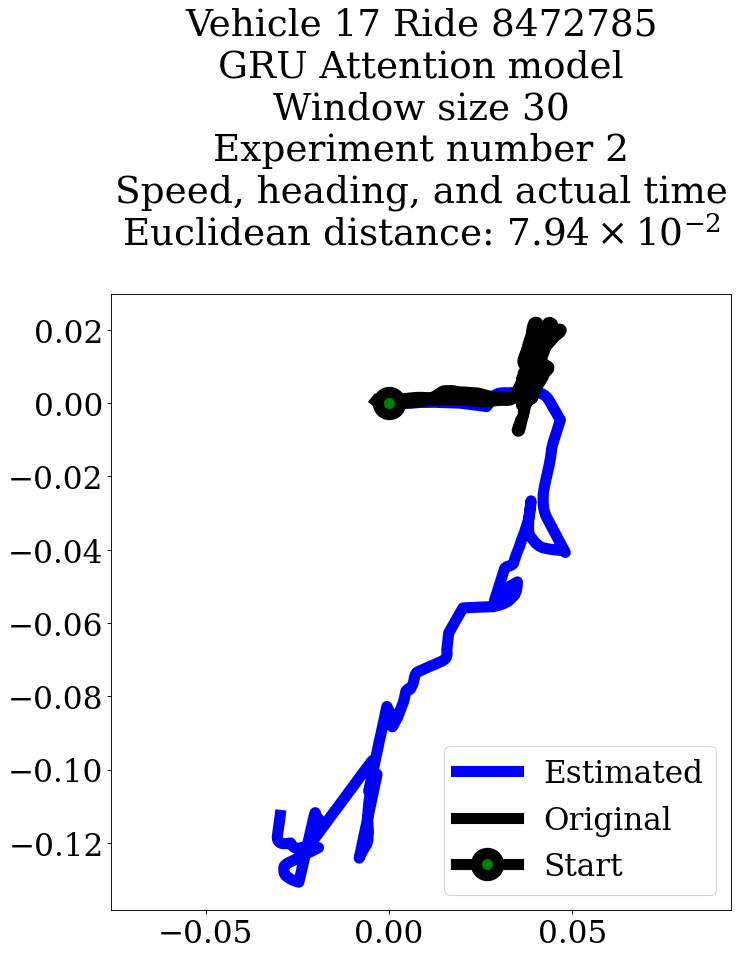 Vehicle 17 Ride 8472785
GRU Attention model
Window size 30
Experiment number 2
Speed, heading, and actual time
Euclidean distance: 7.94 × 10⁻²
0.02
0.00
−0.02
−0.04
−0.06
−0.08
−0.10
−0.12
Estimated
Original
Start
−0.05 0.00 0.05